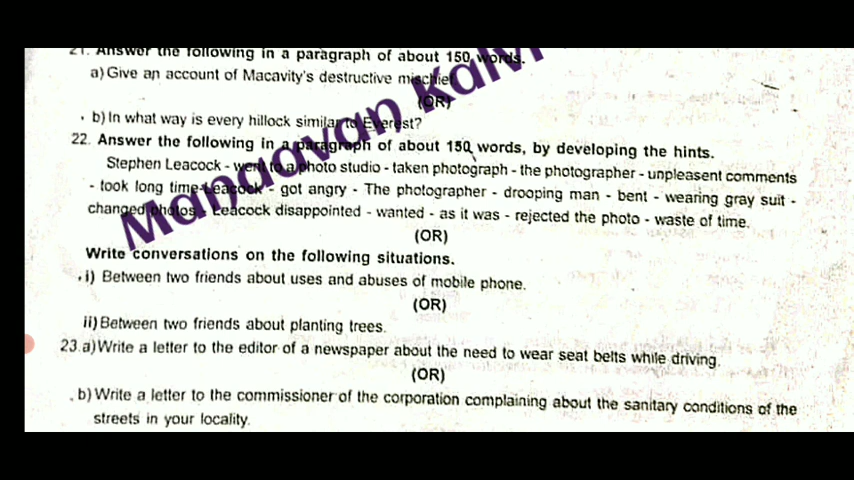 21. Answer the following in a paragraph of about 150 words.
a) Give an account of Macavity's destructive mischief
(OR)
b) In what way is every hillock similar to Everest?
22. Answer the following in a paragraph of about 150 words, by developing the hints.
Stephen Leacock - went to a photo studio - taken photograph - the photographer - unpleasent comments
- took long time-Leacock - got angry - The photographer - drooping man - bent - wearing gray suit -
changed photos - Leacock disappointed - wanted - as it was - rejected the photo - waste of time.
(OR)
Write conversations on the following situations.
i) Between two friends about uses and abuses of mobile phone.
(OR)
ii) Between two friends about planting trees.
23.a) Write a letter to the editor of a newspaper about the need to wear seat belts while driving.
(OR)
b) Write a letter to the commissioner of the corporation complaining about the sanitary conditions of the
streets in your locality.
Mandavan Kalvi